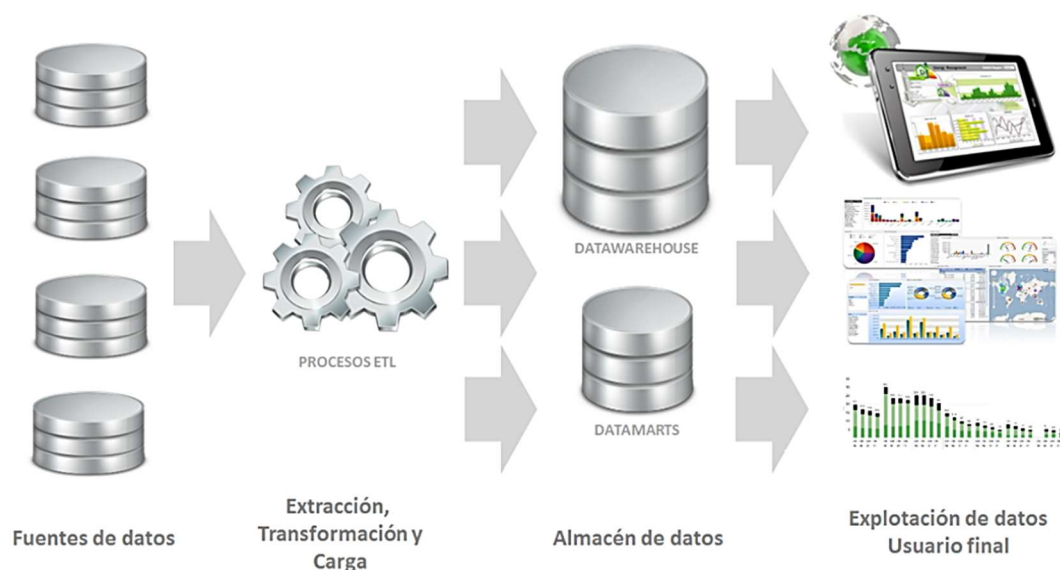 DATAWAREHOUSE
PROCESOS ETL
DATAMARTS
Fuentes de datos
Extracción,
Transformación y
Carga
Almacén de datos
Explotación de datos
Usuario final